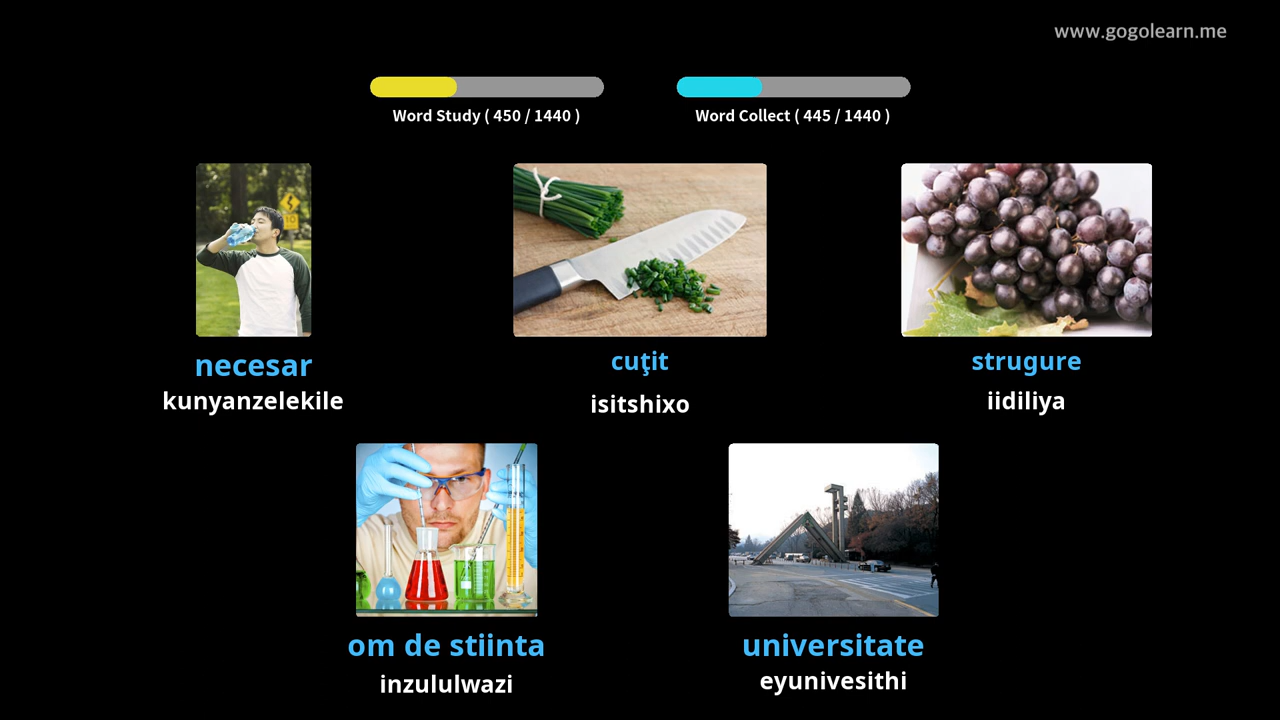 www.gogolearn.me
Word Study ( 450 / 1440 )
Word Collect ( 445 / 1440 )
necesar
kunyanzelekile
cuţit
isitshixo
strugure
iidiliya
om de stiinta
inzululwazi
universitate
eyunivesithi